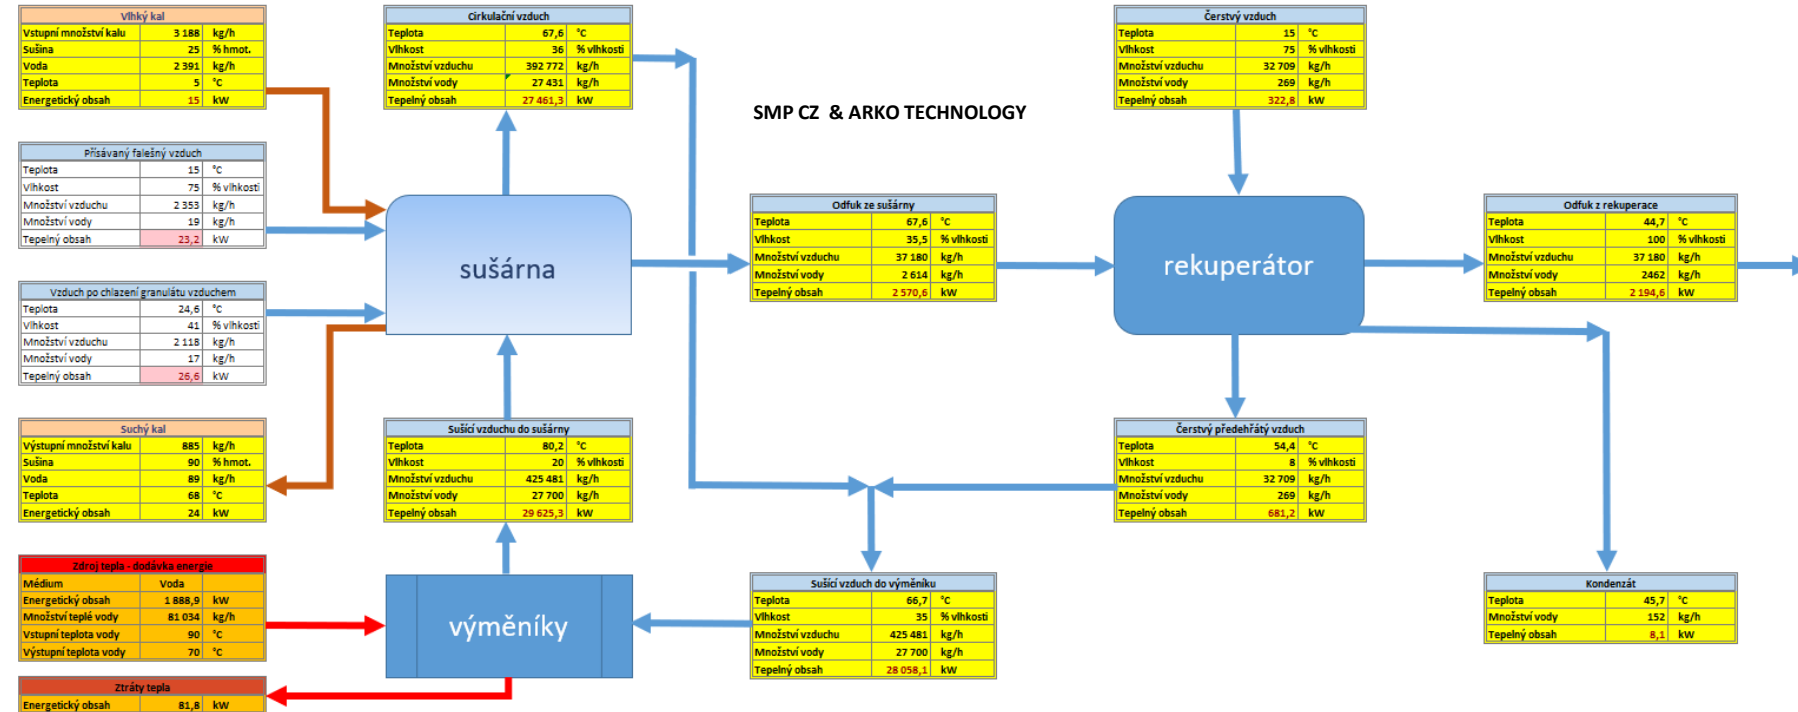 Vlhký kal
Vstupní množství kalu 3 188 kg/h
Sušina 25 % hmot.
Voda 2 391 kg/h
Teplota 5 °C
Energetický obsah 15 kW
Cirkulační vzduch
Teplota 67,6 °C
Vlhkost 36 % vlhkosti
Množství vzduchu 392 772 kg/h
Množství vody 27 431 kg/h
Tepelný obsah 27 461,3 kW
SMP CZ & ARKO TECHNOLOGY
Čerstvý vzduch
Teplota 15 °C
Vlhkost 75 % vlhkosti
Množství vzduchu 32 709 kg/h
Množství vody 269 kg/h
Tepelný obsah 322,8 kW
Přisávaný falešný vzduch
Teplota 15 °C
Vlhkost 75 % vlhkosti
Množství vzduchu 2 353 kg/h
Množství vody 19 kg/h
Tepelný obsah 23,2 kW
sušárna
Odfuk ze sušárny
Teplota 67,6 °C
Vlhkost 35,5 % vlhkosti
Množství vzduchu 37 180 kg/h
Množství vody 2 614 kg/h
Tepelný obsah 2 570,6 kW
rekuperátor
Odfuk z rekuperace
Teplota 44,7 °C
Vlhkost 100 % vlhkosti
Množství vzduchu 37 180 kg/h
Množství vody 2462 kg/h
Tepelný obsah 2 194,6 kW
Vzduch po chlazení granulátu vzduchem
Teplota 24,6 °C
Vlhkost 41 % vlhkosti
Množství vzduchu 2 118 kg/h
Množství vody 17 kg/h
Tepelný obsah 26,6 kW
Suchý kal
Výstupní množství kalu 885 kg/h
Sušina 90 % hmot.
Voda 89 kg/h
Teplota 68 °C
Energetický obsah 24 kW
Sušící vzduchu do sušárny
Teplota 80,2 °C
Vlhkost 20 % vlhkosti
Množství vzduchu 425 481 kg/h
Množství vody 27 700 kg/h
Tepelný obsah 29 625,3 kW
Čerstvý předehřátý vzduch
Teplota 54,4 °C
Vlhkost 8 % vlhkosti
Množství vzduchu 32 709 kg/h
Množství vody 269 kg/h
Tepelný obsah 681,2 kW
Zdroj tepla - dodávka energie
Médium Voda
Energetický obsah 1 888,9 kW
Množství teplé vody 81 034 kg/h
Vstupní teplota vody 90 °C
Výstupní teplota vody 70 °C
výměníky
Sušící vzduch do výměníku
Teplota 66,7 °C
Vlhkost 35 % vlhkosti
Množství vzduchu 425 481 kg/h
Množství vody 27 700 kg/h
Tepelný obsah 28 058,1 kW
Kondenzát
Teplota 45,7 °C
Množství vody 152 kg/h
Tepelný obsah 8,1 kW
Ztráty tepla
Energetický obsah 81,8 kW